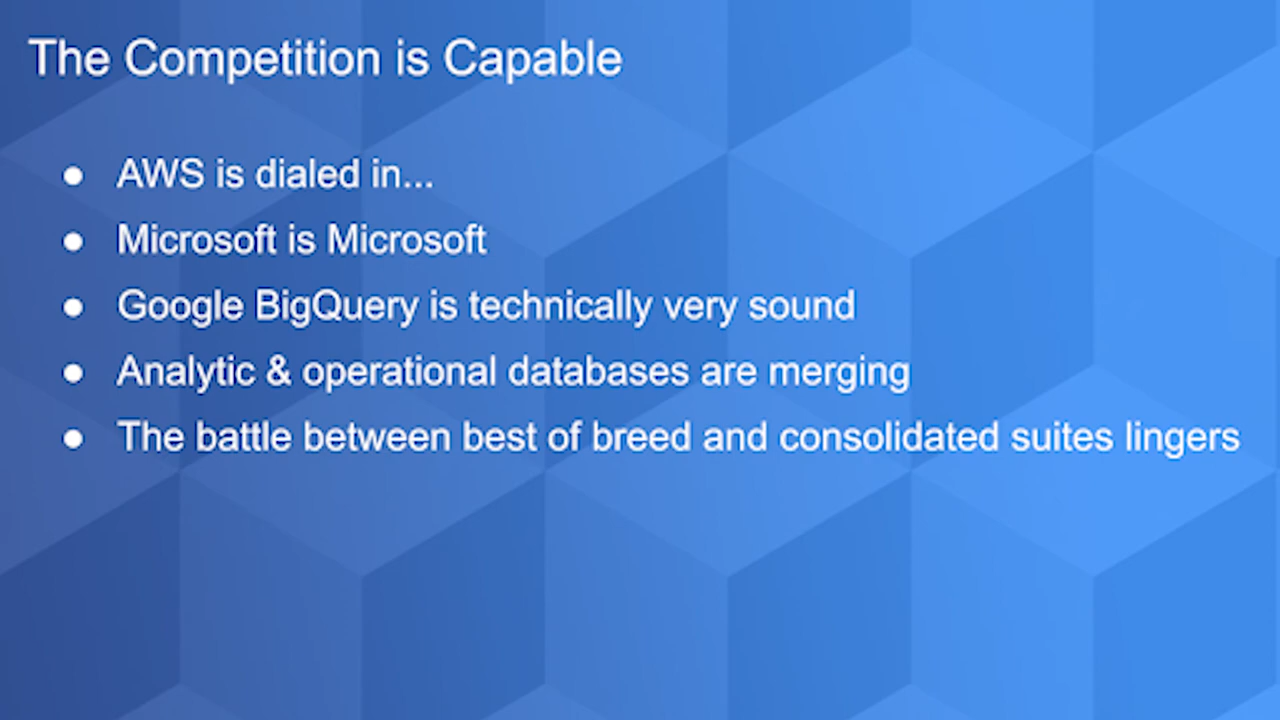 The Competition is Capable
● AWS is dialed in...
● Microsoft is Microsoft
● Google BigQuery is technically very sound
● Analytic & operational databases are merging
● The battle between best of breed and consolidated suites lingers